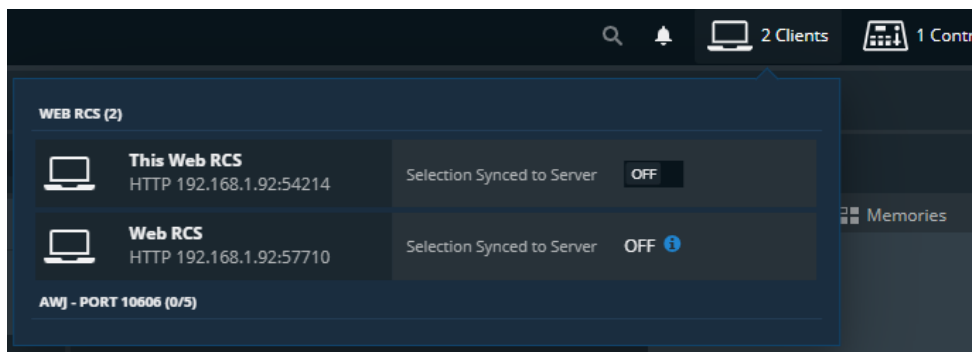 2 Clients
1 Contr
WEB RCS (2)
This Web RCS
HTTP 192.168.1.92:54214
Selection Synced to Server OFF
Web RCS
HTTP 192.168.1.92:57710
Selection Synced to Server OFF
Memories
AWJ - PORT 10606 (0/5)